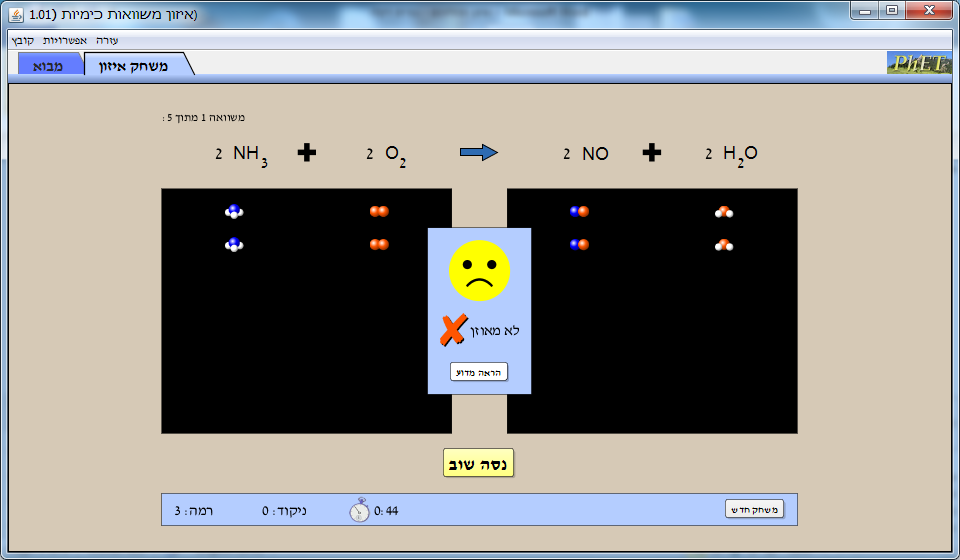 איזון משוואות כימיות (1.01)
קובץ אפשרויות עזרה
מבוא משחק איזון PhET
משוואה 1 מתוך 5 :
2 NH3 + 2 O2 → 2 NO + 2 H2O
לא מאוזן
הראה מדוע
נסה שוב
רמה: 3 ניקוד: 0 0:44 משחק חדש